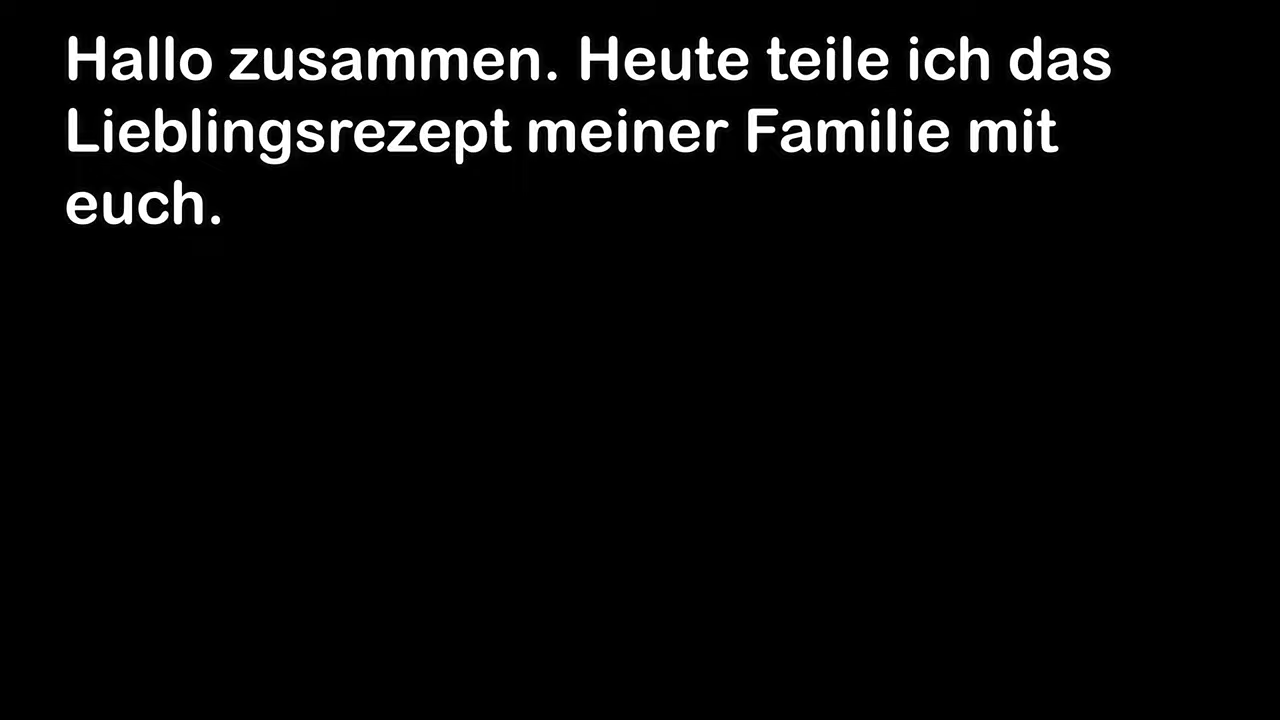 Hallo zusammen. Heute teile ich das
Lieblingsrezept meiner Familie mit
euch.